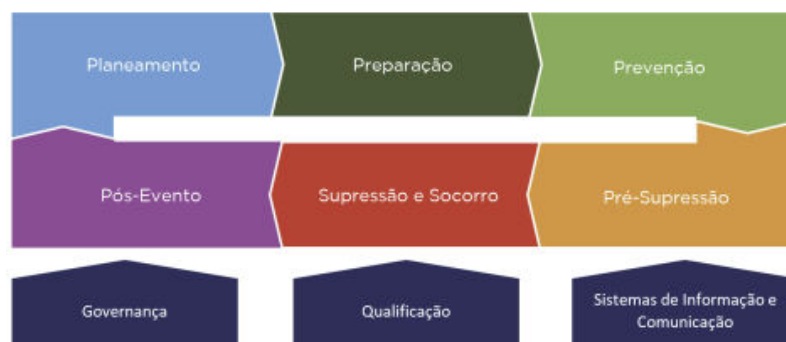 Planeamento
Preparação
Prevenção
Pós-Evento
Supressão e Socorro
Pré-Supressão
Governança
Qualificação
Sistemas de Informação e
Comunicação